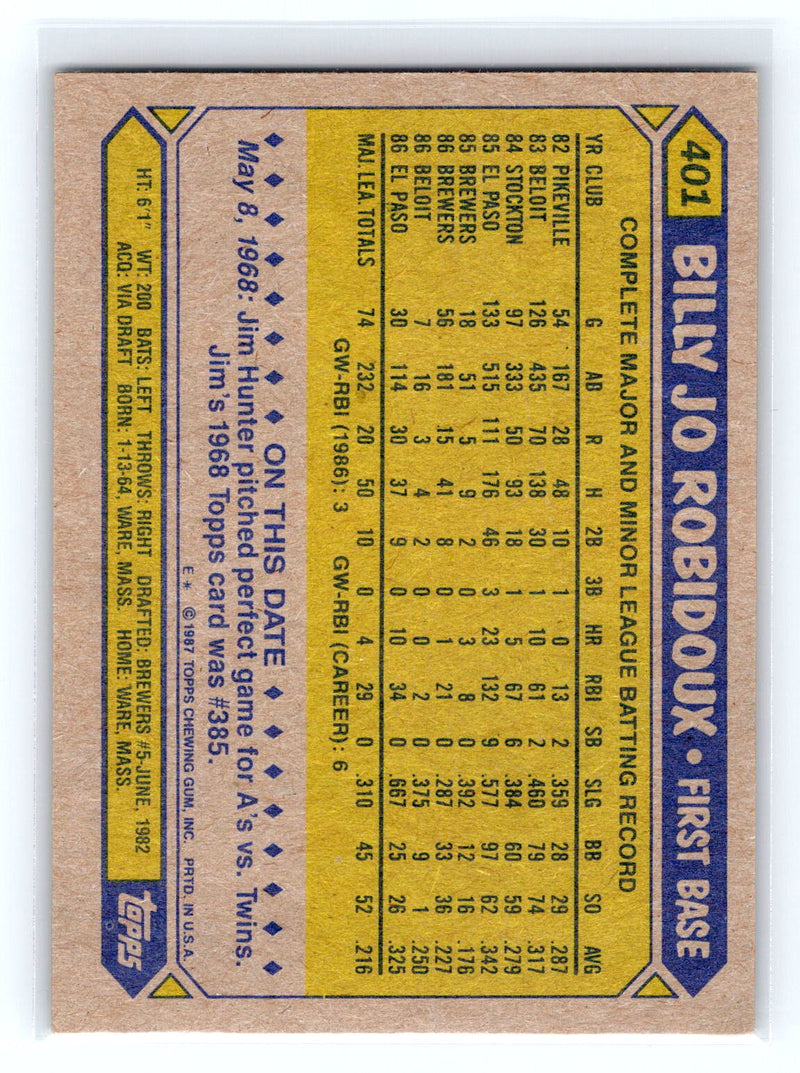 401 BILLY JO ROBIDOUX • FIRST BASE
COMPLETE MAJOR AND MINOR LEAGUE BATTING RECORD
YR CLUB G AB R H 2B 3B HR RBI SB SLG BB SO AVG
82 PIKEVILLE 54 167 28 48 10 1 0 13 2 .359 28 29 .287
83 BELOIT 126 435 70 138 30 1 10 61 2 .460 79 74 .317
84 STOCKTON 97 333 50 93 18 1 5 67 6 .384 60 59 .279
85 EL PASO 133 515 111 176 46 3 23 132 9 .577 97 62 .342
85 BREWERS 18 51 5 9 2 0 3 8 0 .392 12 16 .176
86 BREWERS 56 181 15 41 8 0 1 21 0 .287 33 36 .227
86 BELOIT 7 16 3 4 2 0 0 2 0 .375 9 1 .250
86 EL PASO 30 114 30 37 9 0 10 34 0 .667 25 26 .325
MAJ. LEA. TOTALS 74 232 20 50 10 0 4 29 0 .310 45 52 .216
GW-RBI (1986): 3 GW-RBI (CAREER): 6
ON THIS DATE
May 8, 1968: Jim Hunter pitched perfect game for A's vs. Twins.
Jim's 1968 Topps card was #385.
E* © 1987 TOPPS CHEWING GUM, INC. PRTD. IN U.S.A.
HT: 6'1" WT: 200 BATS: LEFT THROWS: RIGHT DRAFTED: BREWERS #5-JUNE, 1982
ACQ: VIA DRAFT BORN: 1-13-64, WARE, MASS. HOME: WARE, MASS.
topps